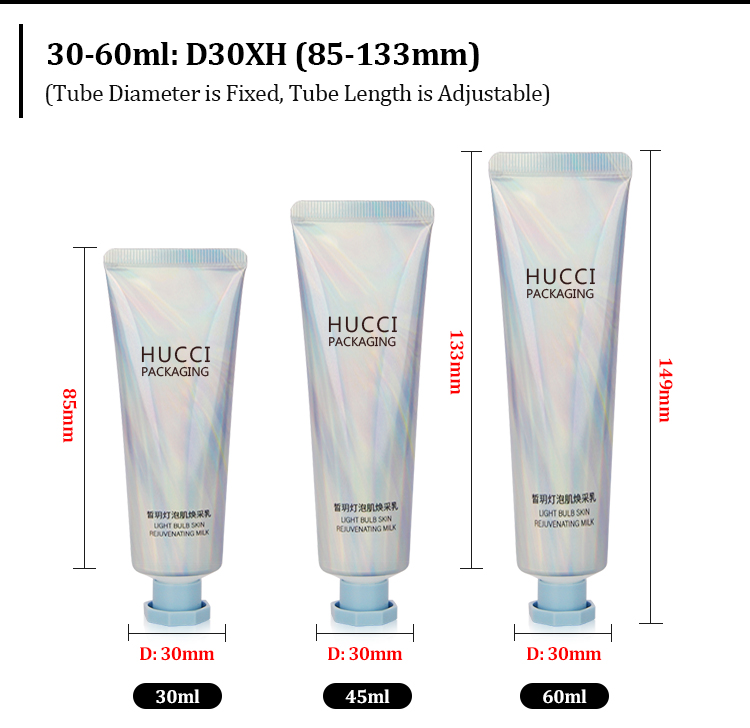 30-60ml: D30XH (85-133mm)
(Tube Diameter is Fixed, Tube Length is Adjustable)
HUCCI
PACKAGING
皙玥灯泡肌焕采乳
LIGHT BULB SKIN
REJUVENATING MILK
85mm
D: 30mm
30ml
HUCCI
PACKAGING
皙玥灯泡肌焕采乳
LIGHT BULB SKIN
REJUVENATING MILK
D: 30mm
45ml
HUCCI
PACKAGING
皙玥灯泡肌焕采乳
LIGHT BULB SKIN
REJUVENATING MILK
133mm
149mm
D: 30mm
60ml